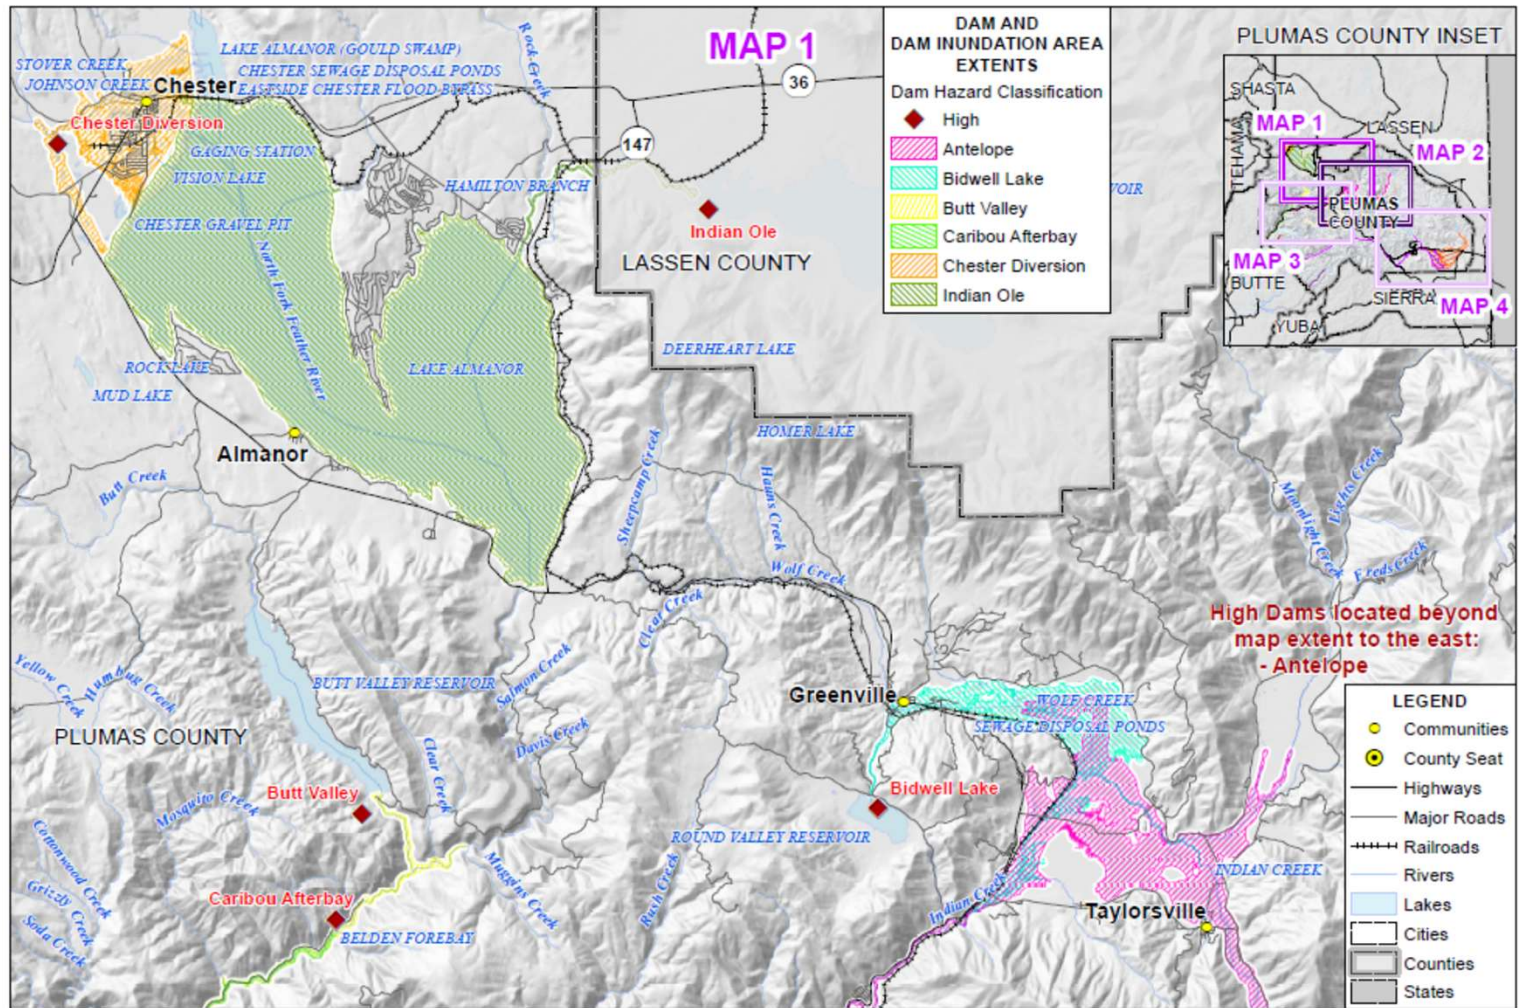 MAP 1
DAM AND
DAM INUNDATION AREA
EXTENTS
Dam Hazard Classification
High
Antelope
Bidwell Lake
Butt Valley
Caribou Afterbay
Chester Diversion
Indian Ole
PLUMAS COUNTY INSET
SHASTA
TEHAMA
MAP 1
LASSEN
MAP 2
PLUMAS
COUNTY
MAP 3
BUTTE
SIERRA
MAP 4
YUBA
STOVER CREEK
JOHNSON CREEK
Chester
LAKE ALMANOR (GOULD SWAMP)
CHESTER SEWAGE DISPOSAL PONDS
EASTSIDE CHESTER FLOOD BYPASS
Rock Creek
36
147
Chester Diversion
GAGING STATION
VISION LAKE
HAMILTON BRANCH
CHESTER GRAVEL PIT
North Fork Feather River
Indian Ole
LASSEN COUNTY
VOIR
DEERHEART LAKE
ROCK LAKE
MUD LAKE
LAKE ALMANOR
HOMER LAKE
Almanor
Butt Creek
Sheepcamp Creek
Hauns Creek
Wolf Creek
Clear Creek
Moonlight Creek
Lights Creek
Freds Creek
High Dams located beyond
map extent to the east:
- Antelope
Yellow Creek
Humbug Creek
BUTT VALLEY RESERVOIR
Salmon Creek
Davis Creek
Clear Creek
PLUMAS COUNTY
Greenville
WOLF CREEK
SEWAGE DISPOSAL PONDS
Butt Valley
Mosquito Creek
Bidwell Lake
ROUND VALLEY RESERVOIR
Cottonwood Creek
Grizzly Creek
Soda Creek
Caribou Afterbay
BELDEN FOREBAY
Muggins Creek
Rush Creek
Indian Creek
INDIAN CREEK
Taylorsville
LEGEND
Communities
County Seat
Highways
Major Roads
Railroads
Rivers
Lakes
Cities
Counties
States